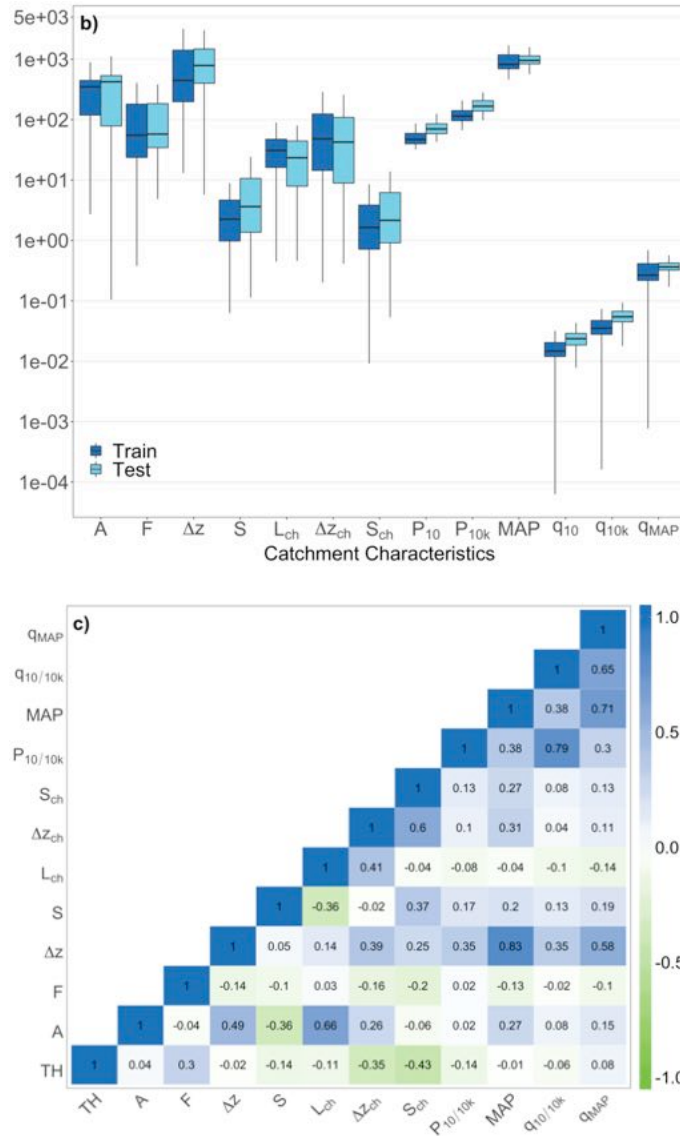 b)
5e+03
1e+03
1e+02
1e+01
1e+00
1e-01
1e-02
1e-03
1e-04
Train
Test
A F Δz S L_ch Δz_ch S_ch P_10 P_10k MAP q_10 q_10k q_MAP
Catchment Characteristics
c)
q_MAP 1
q_10/10k 1 0.65
MAP 1 0.38 0.71
P_10/10k 1 0.38 0.79 0.3
S_ch 1 0.13 0.27 0.08 0.13
Δz_ch 1 0.6 0.1 0.31 0.04 0.11
L_ch 1 0.41 -0.04 -0.08 -0.04 -0.1 -0.14
S 1 -0.36 -0.02 0.37 0.17 0.2 0.13 0.19
Δz 1 0.05 0.14 0.39 0.25 0.35 0.83 0.35 0.58
F 1 -0.14 -0.1 0.03 -0.16 -0.2 0.02 -0.13 -0.02 -0.1
A 1 -0.04 0.49 -0.36 0.66 0.26 -0.06 0.02 0.27 0.08 0.15
TH 1 0.04 0.3 -0.02 -0.14 -0.11 -0.35 -0.43 -0.14 -0.01 -0.06 0.08
TH A F Δz S L_ch Δz_ch S_ch P_10/10k MAP q_10/10k q_MAP
1.0
0.5
0.0
-0.5
-1.0